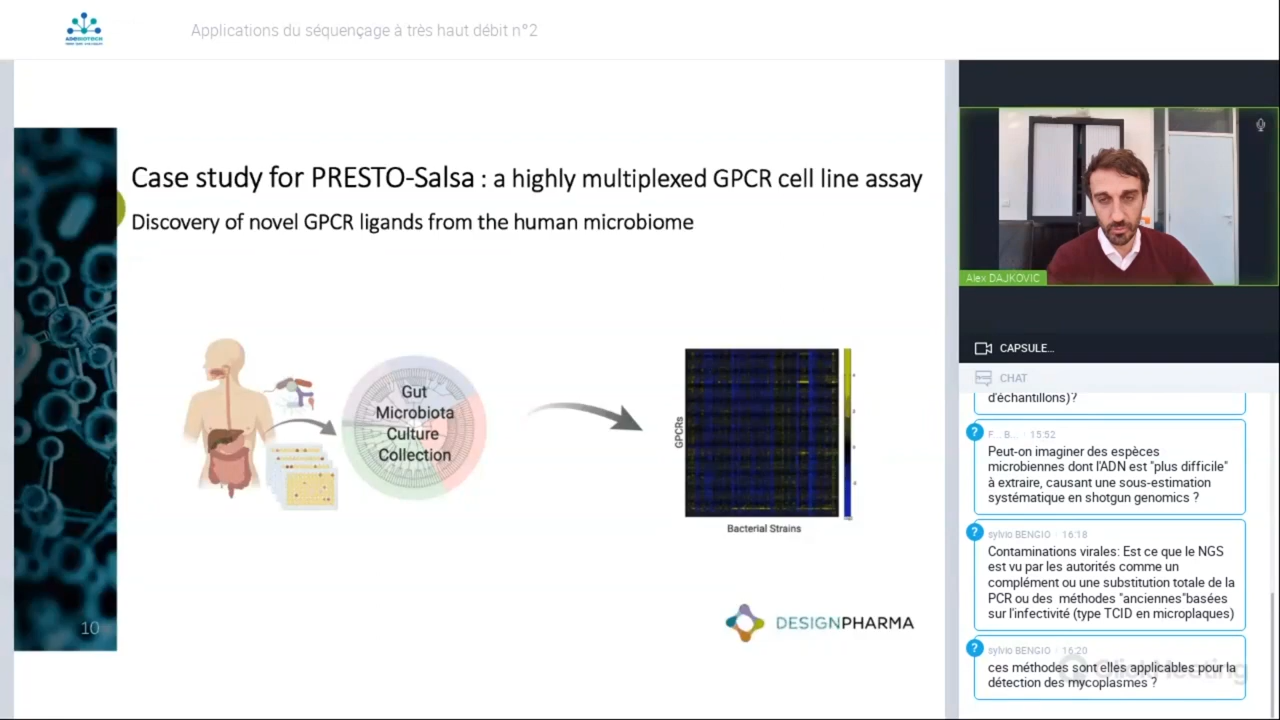 ADEBIOTECH
Applications du séquençage à très haut débit n°2
Case study for PRESTO-Salsa : a highly multiplexed GPCR cell line assay
Discovery of novel GPCR ligands from the human microbiome
Gut
Microbiota
Culture
Collection
GPCRs
Bacterial Strains
10
DESIGNPHARMA
Alex DAJKOVIC
CAPSULE...
CHAT
d'échantillons)?
? F... B... 15:52
Peut-on imaginer des espèces
microbiennes dont l'ADN est "plus difficile"
à extraire, causant une sous-estimation
systématique en shotgun genomics ?
? sylvio BENGIO 16:18
Contaminations virales: Est ce que le NGS
est vu par les autorités comme un
complément ou une substitution totale de la
PCR ou des méthodes "anciennes"basées
sur l'infectivité (type TCID en microplaques)
? sylvio BENGIO 16:20
ces méthodes sont elles applicables pour la
détection des mycoplasmes ?
ClickMeeting